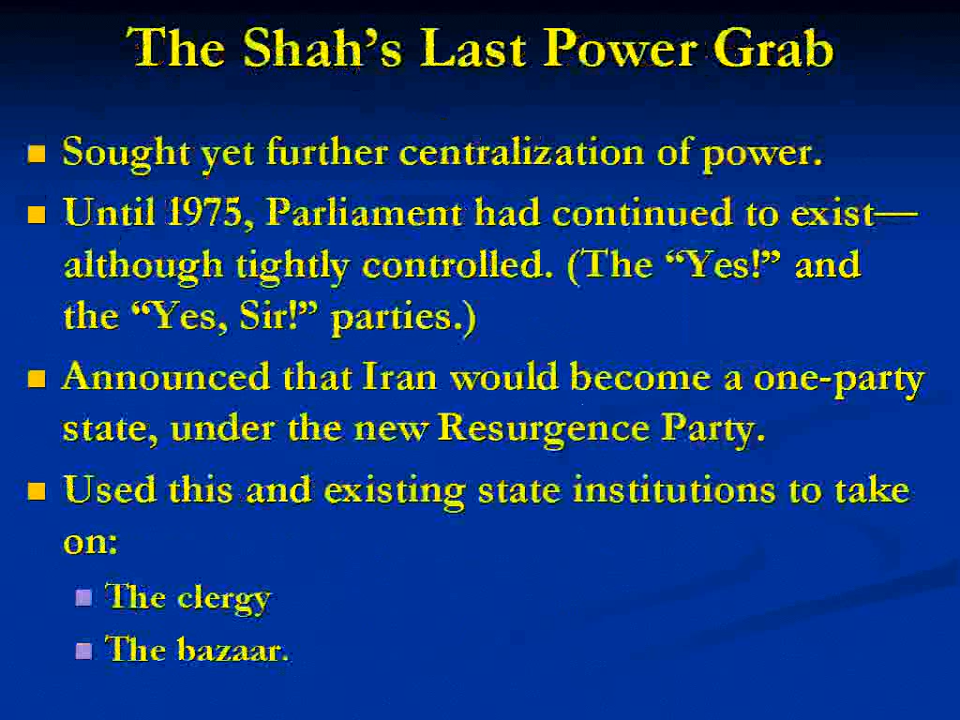 The Shah’s Last Power Grab
Sought yet further centralization of power.
Until 1975, Parliament had continued to exist—
although tightly controlled. (The “Yes!” and
the “Yes, Sir!” parties.)
Announced that Iran would become a one-party
state, under the new Resurgence Party.
Used this and existing state institutions to take
on:
The clergy
The bazaar.